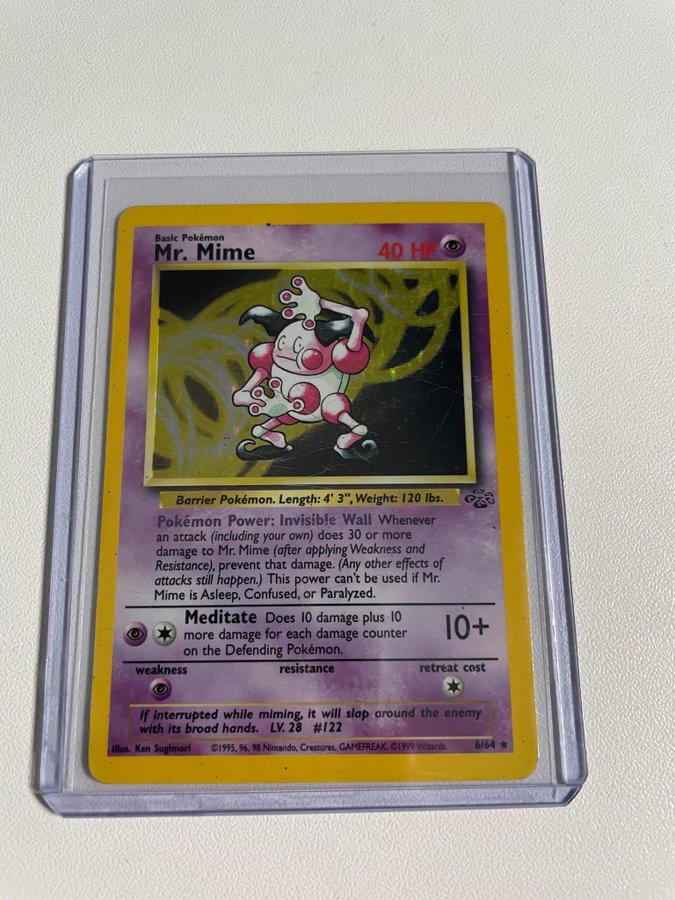 Basic Pokémon
Mr. Mime
40 HP
Barrier Pokémon. Length: 4' 3", Weight: 120 lbs.
Pokémon Power: Invisible Wall Whenever
an attack (including your own) does 30 or more
damage to Mr. Mime (after applying Weakness and
Resistance), prevent that damage. (Any other effects of
attacks still happen.) This power can't be used if Mr.
Mime is Asleep, Confused, or Paralyzed.
Meditate Does 10 damage plus 10
more damage for each damage counter
on the Defending Pokémon.
10+
weakness resistance retreat cost
If interrupted while miming, it will slap around the enemy
with its broad hands. LV. 28 #122
Illus. Ken Sugimori ©1995, 96, 98 Nintendo, Creatures, GAMEFREAK. ©1999 Wizards. 6/64 ★